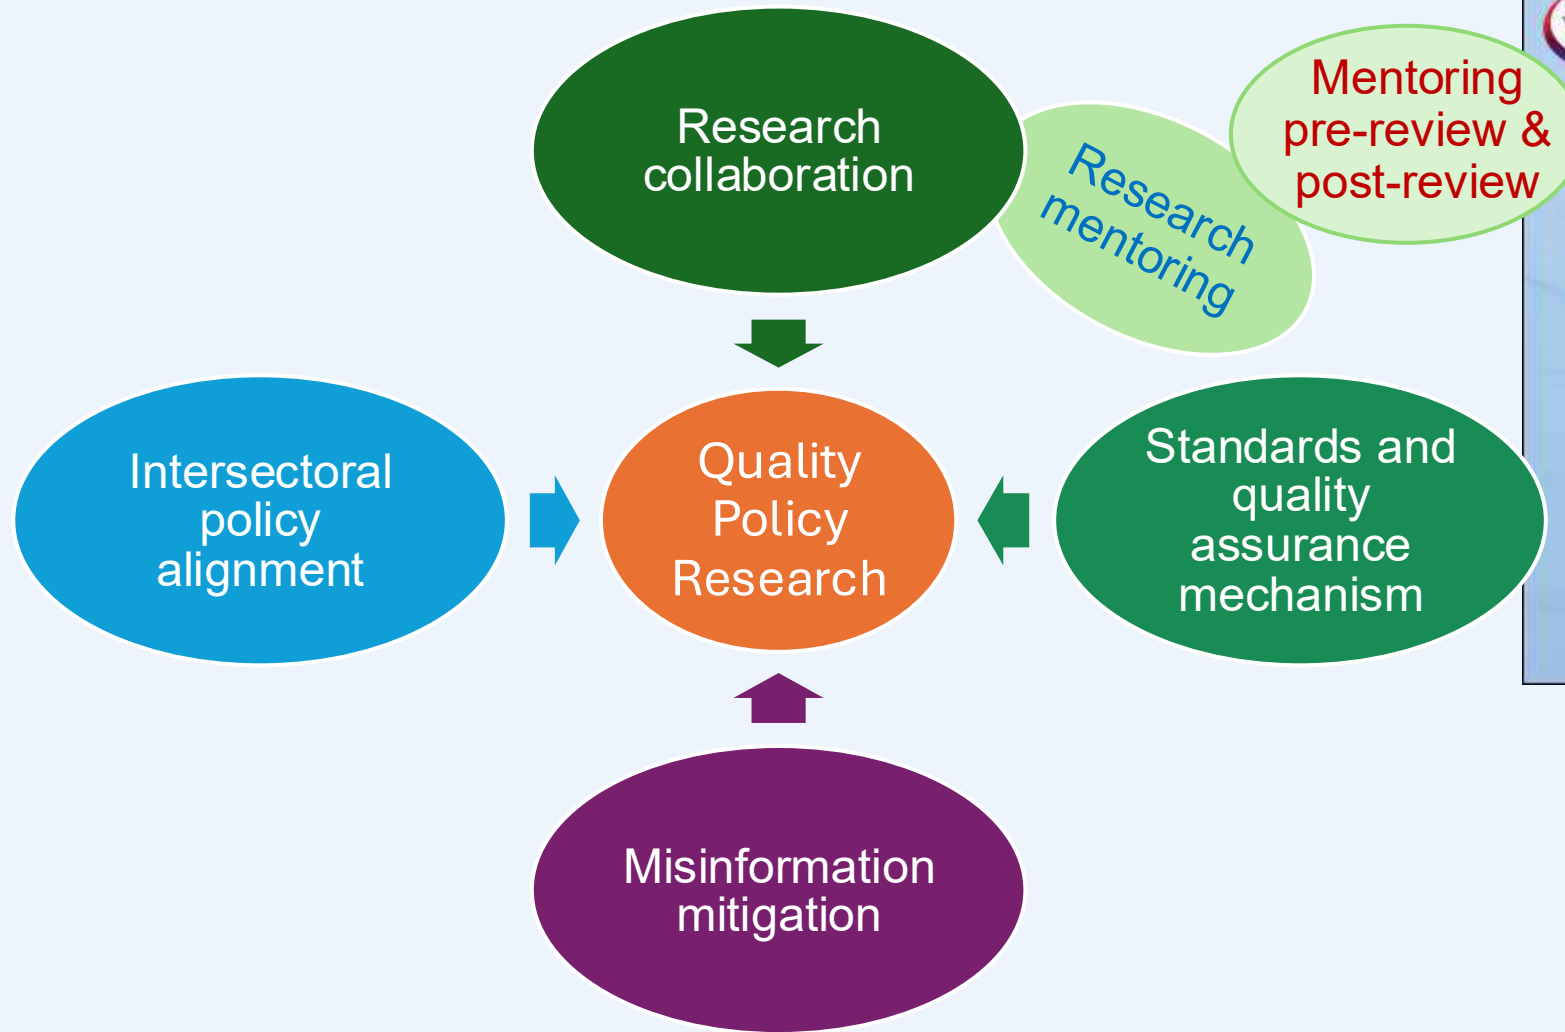 Research
collaboration
Research
mentoring
Mentoring
pre-review &
post-review
Intersectoral
policy
alignment
Quality
Policy
Research
Standards and
quality
assurance
mechanism
Misinformation
mitigation